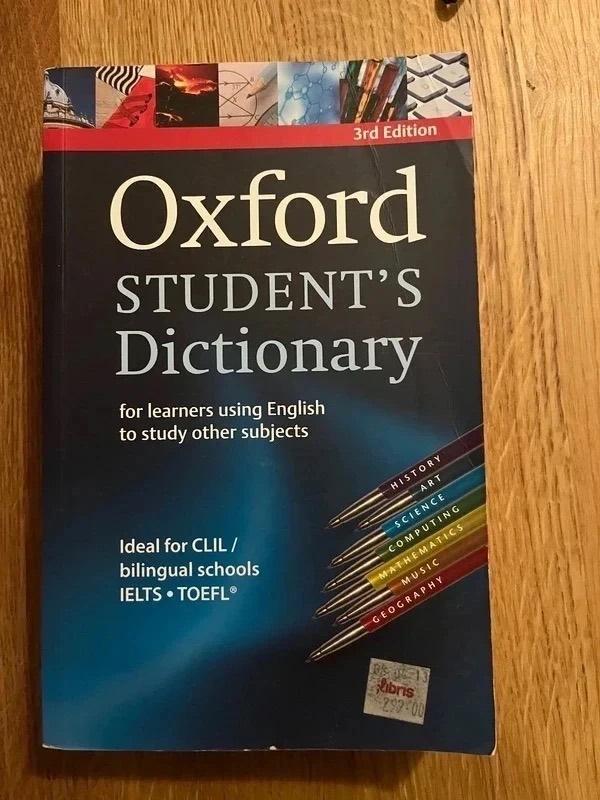 3rd Edition
Oxford
STUDENT'S
Dictionary
for learners using English
to study other subjects
HISTORY
ART
SCIENCE
COMPUTING
MATHEMATICS
MUSIC
GEOGRAPHY
Ideal for CLIL /
bilingual schools
IELTS • TOEFL®
libris